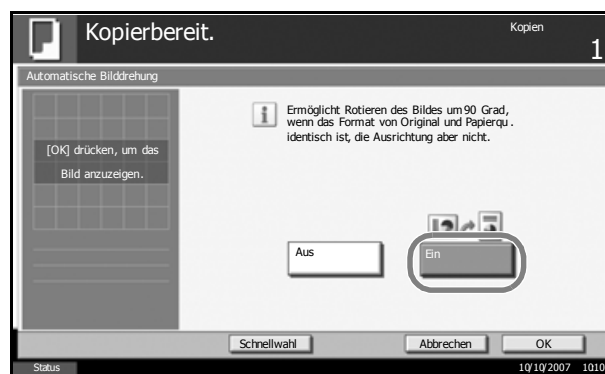 Kopierbereit.
Kopien
1
Automatische Bilddrehung
Ermöglicht Rotieren des Bildes um 90 Grad,
wenn das Format von Original und Papierqu.
identisch ist, die Ausrichtung aber nicht.
[OK] drücken, um das
Bild anzuzeigen.
Aus
Ein
Schnellwahl
Abbrechen
OK
Status
10/10/2007 1010